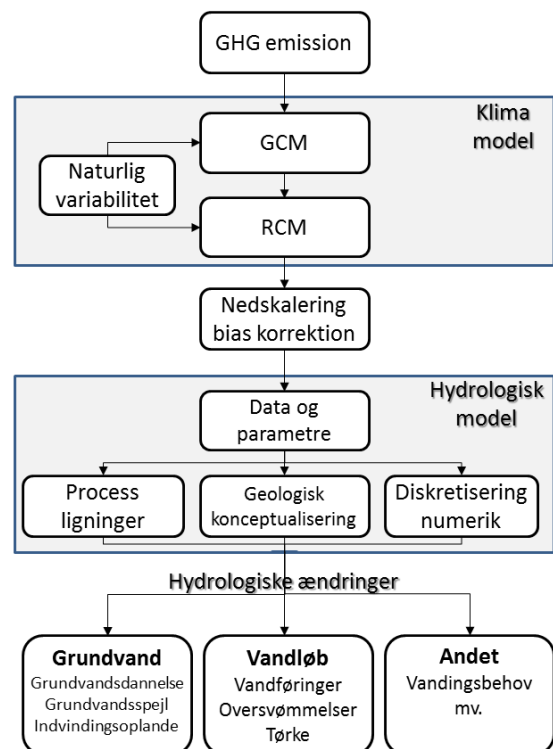 GHG emission
Klima
model
GCM
Naturlig
variabilitet
RCM
Nedskalering
bias korrektion
Hydrologisk
model
Data og
parametre
Process
ligninger
Geologisk
konceptualisering
Diskretisering
numerik
Hydrologiske ændringer
Grundvand
Grundvandsdannelse
Grundvandsspejl
Indvindingsoplande
Vandløb
Vandføringer
Oversvømmelser
Tørke
Andet
Vandingsbehov
mv.